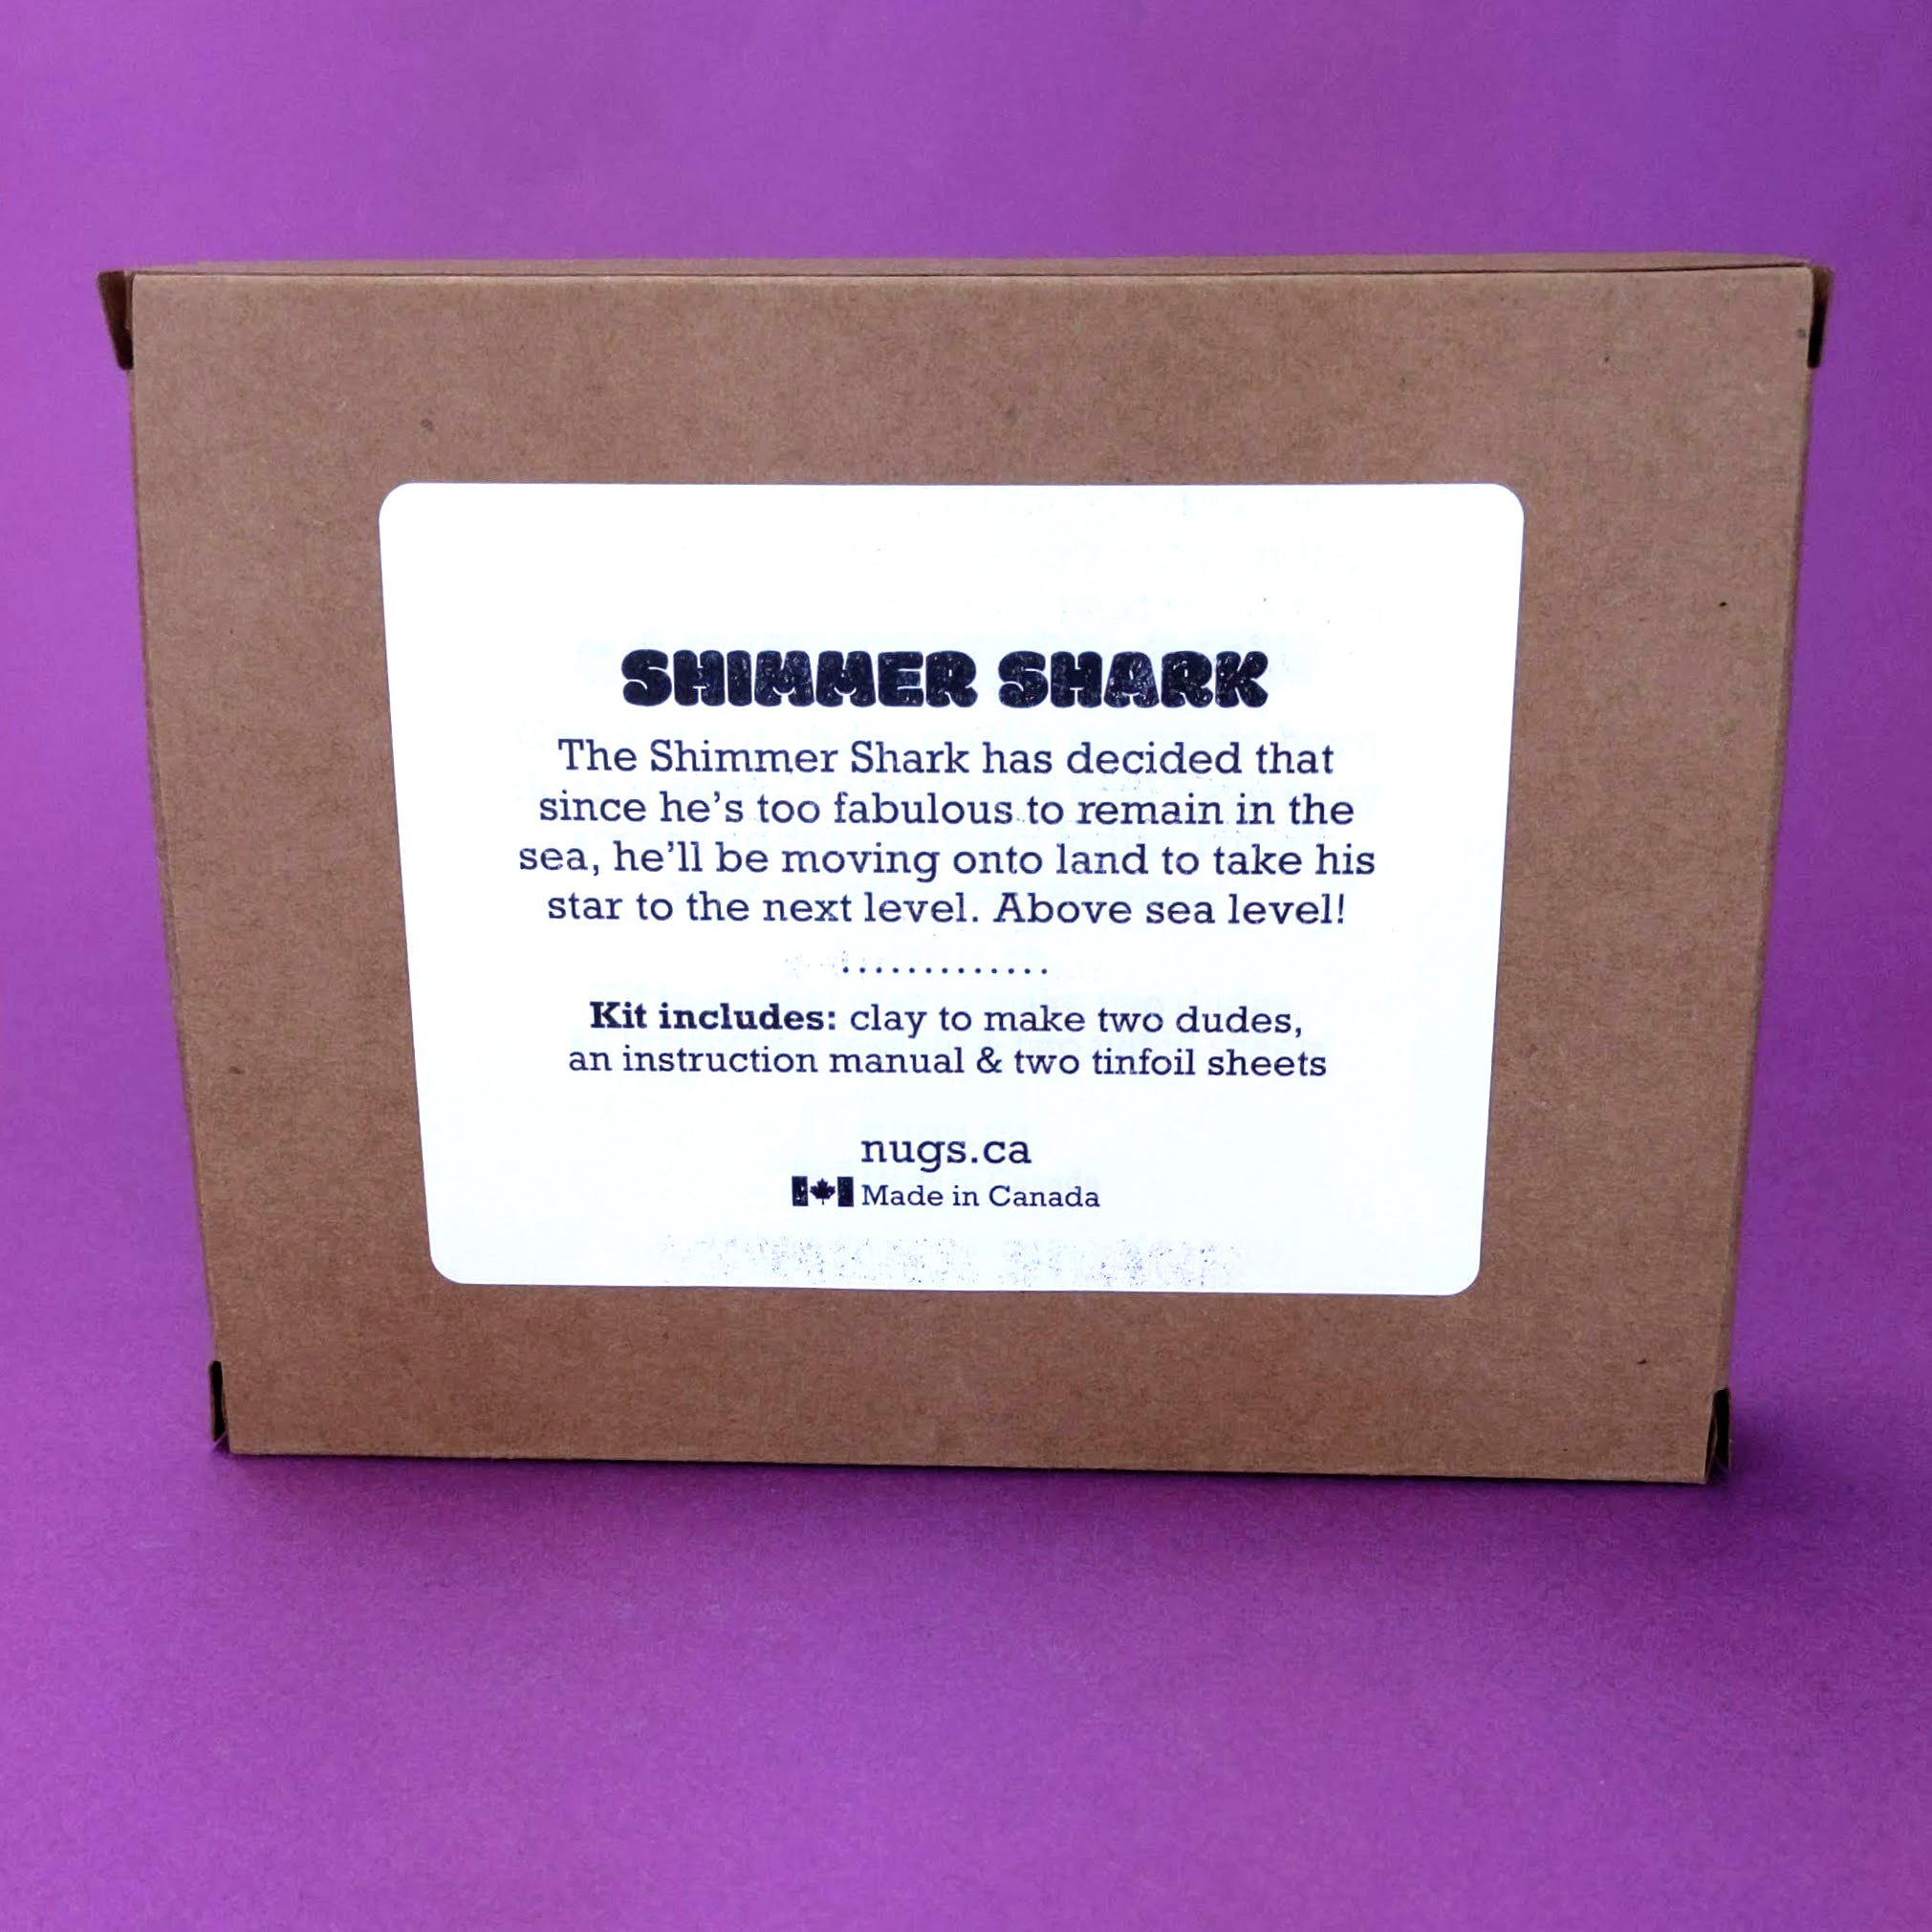 SHIMMER SHARK
The Shimmer Shark has decided that
since he's too fabulous to remain in the
sea, he'll be moving onto land to take his
star to the next level. Above sea level!
.............
Kit includes: clay to make two dudes,
an instruction manual & two tinfoil sheets
nugs.ca
Made in Canada